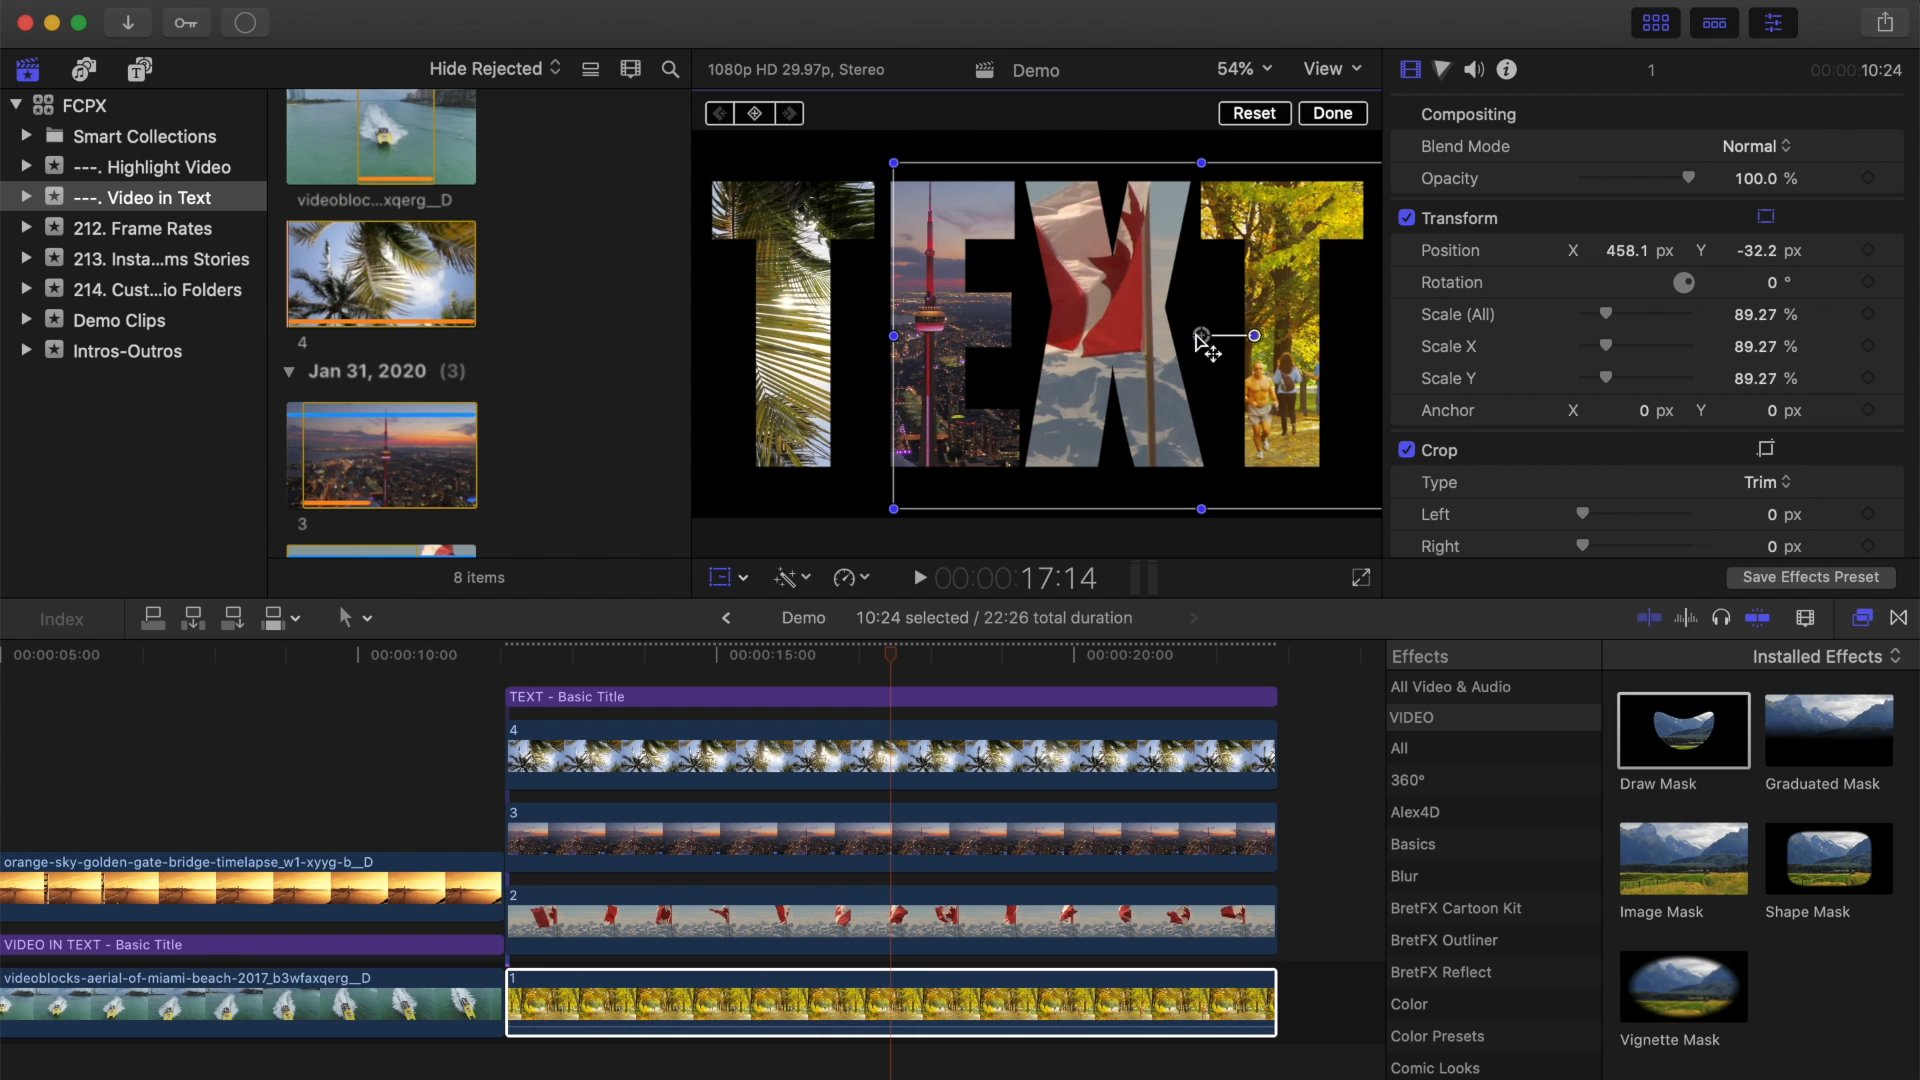 Hide Rejected
1080p HD 29.97p, Stereo
Demo
54%
View
1
00:00:10:24
FCPX
Smart Collections
---. Highlight Video
---. Video in Text
212. Frame Rates
213. Insta...ms Stories
214. Cust...io Folders
Demo Clips
Intros-Outros
videobloc...xqerg__D
4
Jan 31, 2020 (3)
3
8 items
Reset
Done
TEXT
00:00:17:14
Compositing
Blend Mode Normal
Opacity 100.0 %
Transform
Position X 458.1 px Y -32.2 px
Rotation 0 °
Scale (All) 89.27 %
Scale X 89.27 %
Scale Y 89.27 %
Anchor X 0 px Y 0 px
Crop
Type Trim
Left 0 px
Right 0 px
Save Effects Preset
Index
Demo
10:24 selected / 22:26 total duration
00:00:05:00
00:00:10:00
00:00:15:00
00:00:20:00
TEXT - Basic Title
4
3
orange-sky-golden-gate-bridge-timelapse_w1-xyyg-b__D
2
VIDEO IN TEXT - Basic Title
videoblocks-aerial-of-miami-beach-2017_b3wfaxqerg__D
1
Effects
Installed Effects
All Video & Audio
VIDEO
All
360°
Alex4D
Basics
Blur
BretFX Cartoon Kit
BretFX Outliner
BretFX Reflect
Color
Color Presets
Comic Looks
Draw Mask
Graduated Mask
Image Mask
Shape Mask
Vignette Mask